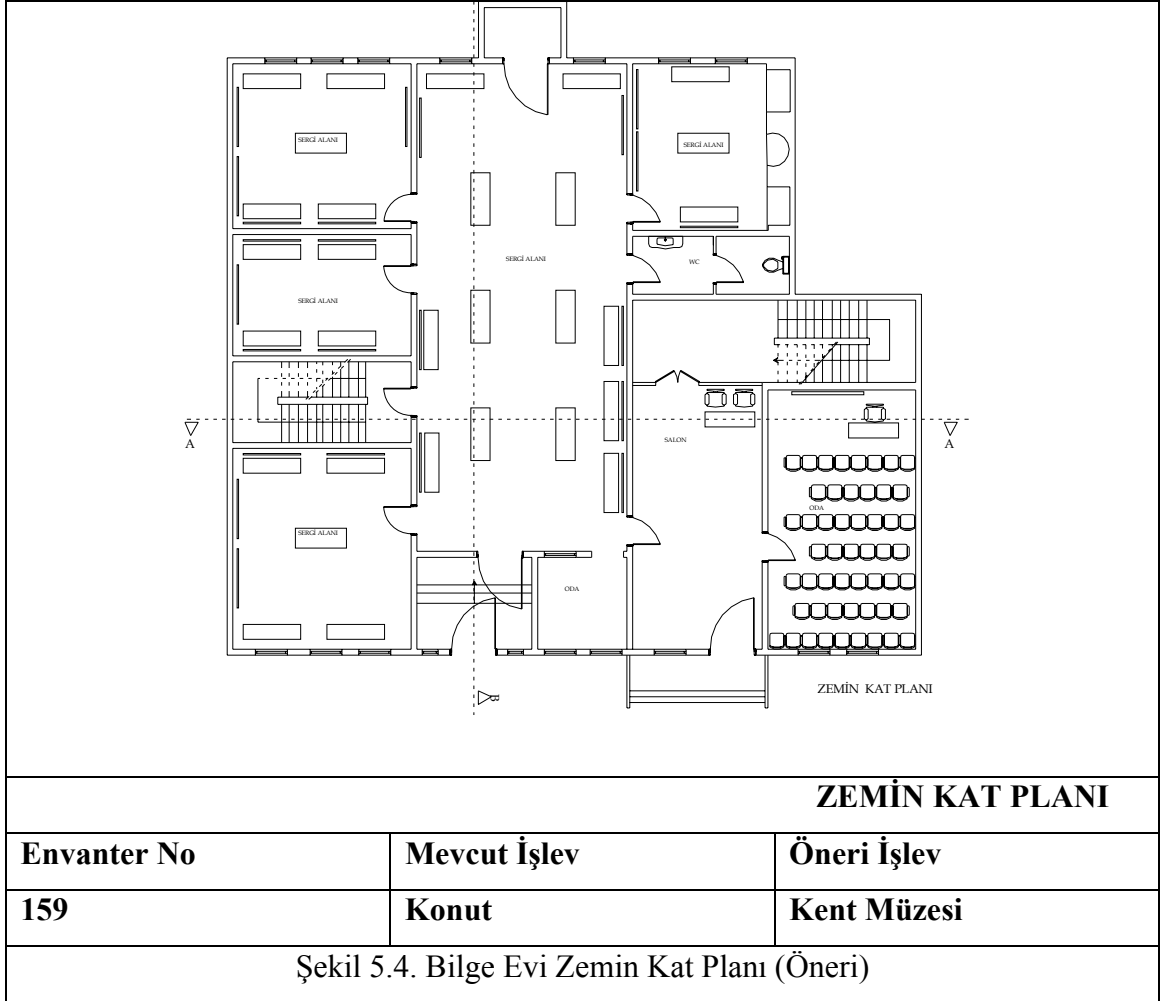 SERGİ ALANI
SERGİ ALANI
SERGİ ALANI
WC
SERGİ ALANI
A
SALON
A
ODA
SERGİ ALANI
ODA
B
ZEMİN KAT PLANI
ZEMİN KAT PLANI
Envanter No
Mevcut İşlev
Öneri İşlev
159
Konut
Kent Müzesi
Şekil 5.4. Bilge Evi Zemin Kat Planı (Öneri)